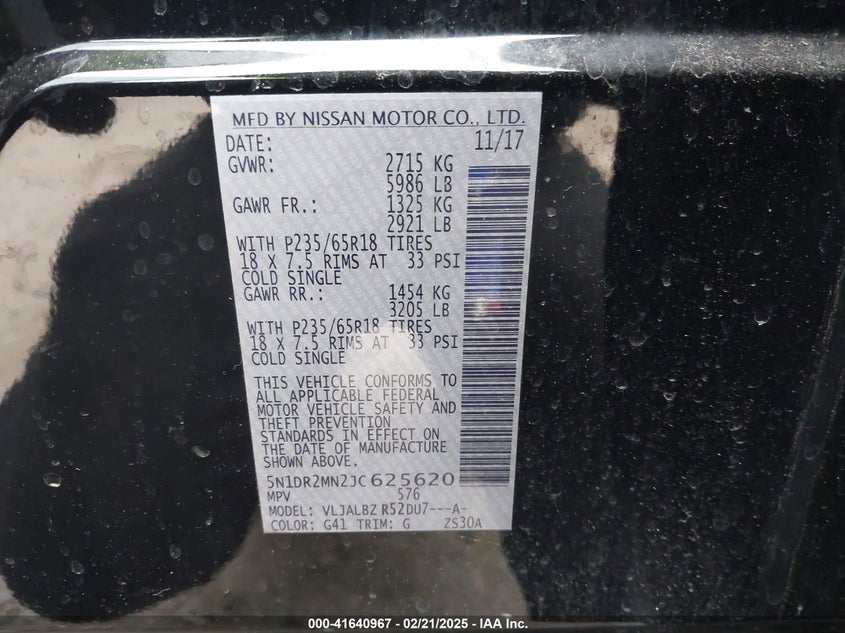 MFD BY NISSAN MOTOR CO., LTD.
DATE: 11/17
GVWR: 2715 KG
5986 LB
GAWR FR.: 1325 KG
2921 LB
WITH P235/65R18 TIRES
18 X 7.5 RIMS AT 33 PSI
COLD SINGLE
GAWR RR.: 1454 KG
3205 LB
WITH P235/65R18 TIRES
18 X 7.5 RIMS AT 33 PSI
COLD SINGLE
THIS VEHICLE CONFORMS TO
ALL APPLICABLE FEDERAL
MOTOR VEHICLE SAFETY AND
THEFT PREVENTION
STANDARDS IN EFFECT ON
THE DATE OF MANUFACTURE
SHOWN ABOVE.
5N1DR2MN2JC625620
MPV S76
MODEL: VLJALBZ R52DU7---A-
COLOR: G41 TRIM: G ZS30A
000-41640967 - 02/21/2025 - IAA Inc.